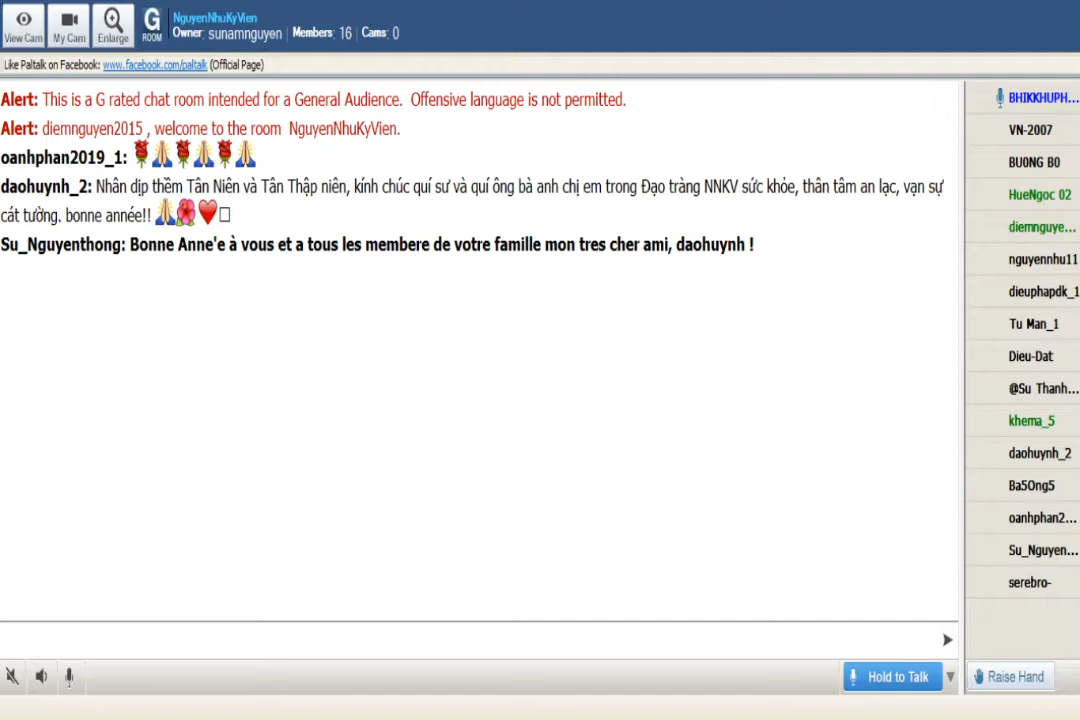 NguyenNhuKyVien
G
View Cam My Cam Enlarge ROOM Owner: sunamnguyen Members: 16 Cams: 0
Like Paltalk on Facebook: www.facebook.com/paltalk (Official Page)
Alert: This is a G rated chat room intended for a General Audience. Offensive language is not permitted.
Alert: diemnguyen2015 , welcome to the room NguyenNhuKyVien.
oanhphan2019_1: 🌹🙏🌹🙏🌹🙏
daohuynh_2: Nhân dịp thềm Tân Niên và Tân Thập niên, kính chúc quí sư và quí ông bà anh chị em trong Đạo tràng NNKV sức khỏe, thân tâm an lạc, vạn sự
cát tường. bonne année!! 🙏🌺❤️□
Su_Nguyenthong: Bonne Anne'e à vous et a tous les membere de votre famille mon tres cher ami, daohuynh !
BHIKKHUPH...
VN-2007
BU0NG B0
HueNgoc 02
diemnguye...
nguyennhu11
dieuphapdk_1
Tu Man_1
Dieu-Dat
@Su Thanh...
khema_5
daohuynh_2
Ba5Ong5
oanhphan2...
Su_Nguyen...
serebro-
Hold to Talk
Raise Hand